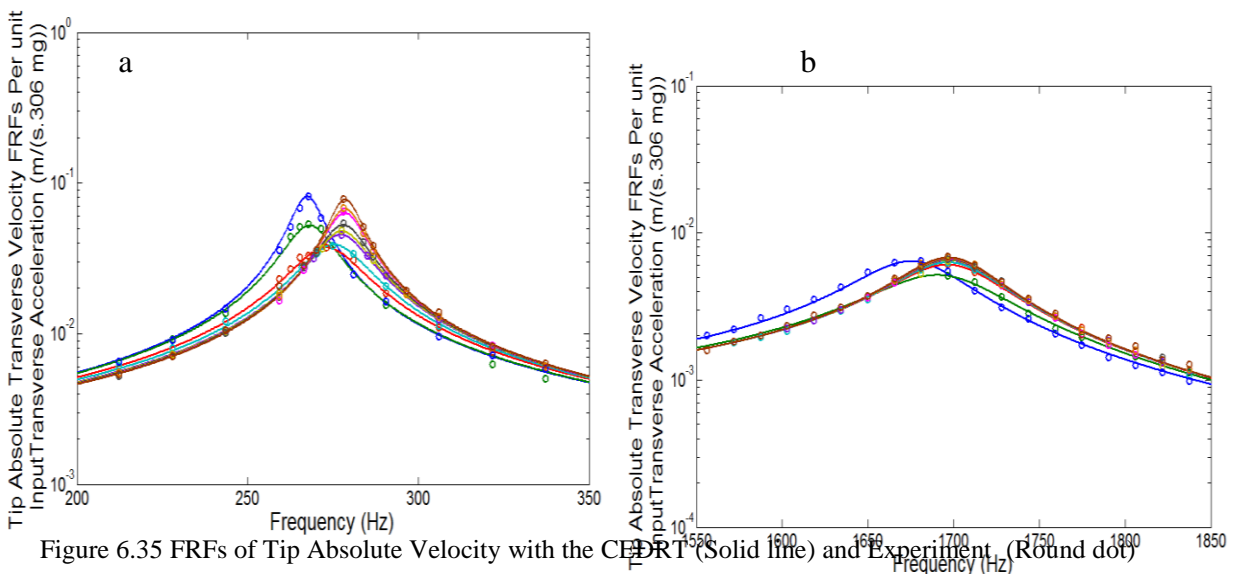 a
Tip Absolute Transverse Velocity FRFs Per unit
InputTransverse Acceleration (m/(s.306 mg))
10^0
10^-1
10^-2
10^-3
200
250
300
350
Frequency (Hz)
b
Tip Absolute Transverse Velocity FRFs Per unit
InputTransverse Acceleration (m/(s.306 mg))
10^-1
10^-2
10^-3
10^-4
1550
1600
1650
1700
1750
1800
1850
Frequency (Hz)
Figure 6.35 FRFs of Tip Absolute Velocity with the CEDRT (Solid line) and Experiment (Round dot)